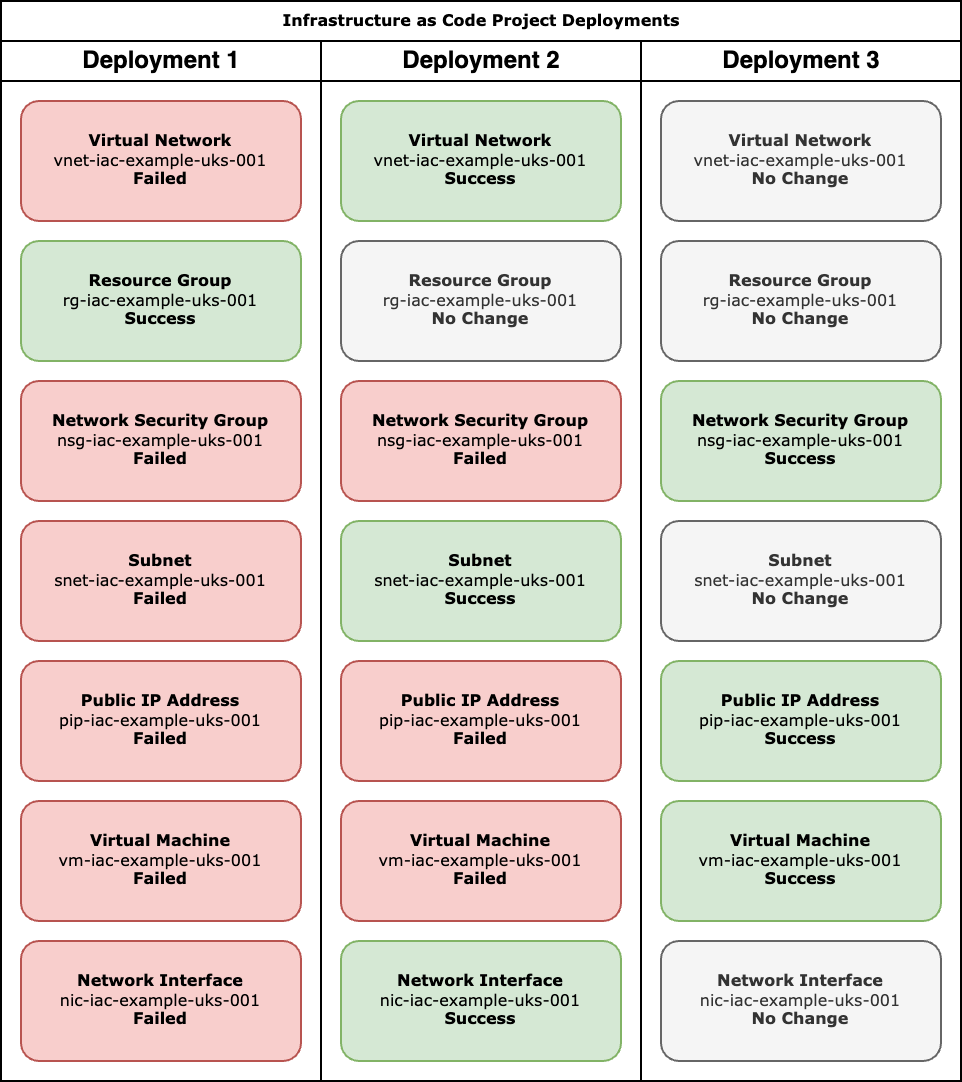 Infrastructure as Code Project Deployments
Deployment 1
Deployment 2
Deployment 3
Virtual Network
vnet-iac-example-uks-001
Failed
Virtual Network
vnet-iac-example-uks-001
Success
Virtual Network
vnet-iac-example-uks-001
No Change
Resource Group
rg-iac-example-uks-001
Success
Resource Group
rg-iac-example-uks-001
No Change
Resource Group
rg-iac-example-uks-001
No Change
Network Security Group
nsg-iac-example-uks-001
Failed
Network Security Group
nsg-iac-example-uks-001
Failed
Network Security Group
nsg-iac-example-uks-001
Success
Subnet
snet-iac-example-uks-001
Failed
Subnet
snet-iac-example-uks-001
Success
Subnet
snet-iac-example-uks-001
No Change
Public IP Address
pip-iac-example-uks-001
Failed
Public IP Address
pip-iac-example-uks-001
Failed
Public IP Address
pip-iac-example-uks-001
Success
Virtual Machine
vm-iac-example-uks-001
Failed
Virtual Machine
vm-iac-example-uks-001
Failed
Virtual Machine
vm-iac-example-uks-001
Success
Network Interface
nic-iac-example-uks-001
Failed
Network Interface
nic-iac-example-uks-001
Success
Network Interface
nic-iac-example-uks-001
No Change